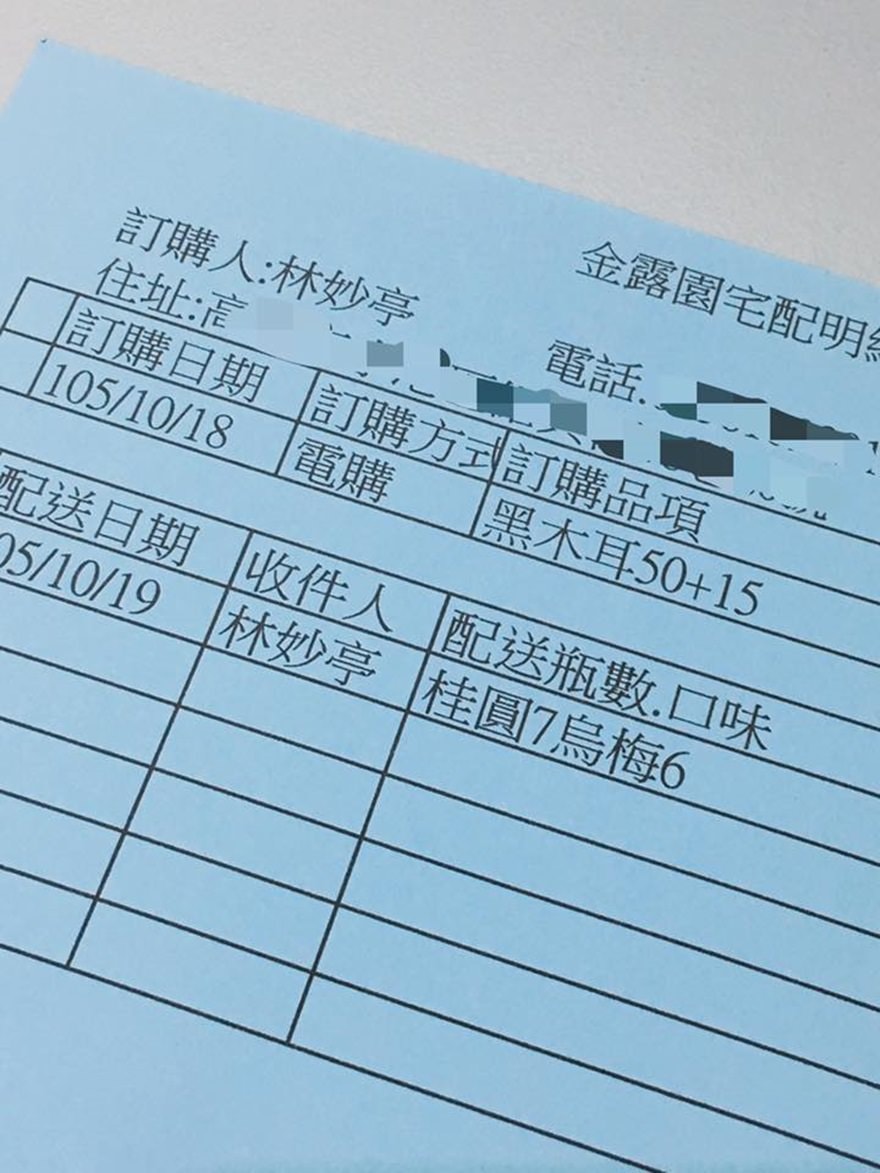 金露園宅配明
訂購人:林妙亭
電話.
住址:高
訂購日期 訂購方式 訂購品項
105/10/18 電購 黑木耳50+15
配送日期 收件人 配送瓶數.口味
05/10/19 林妙亭 桂圓7烏梅6